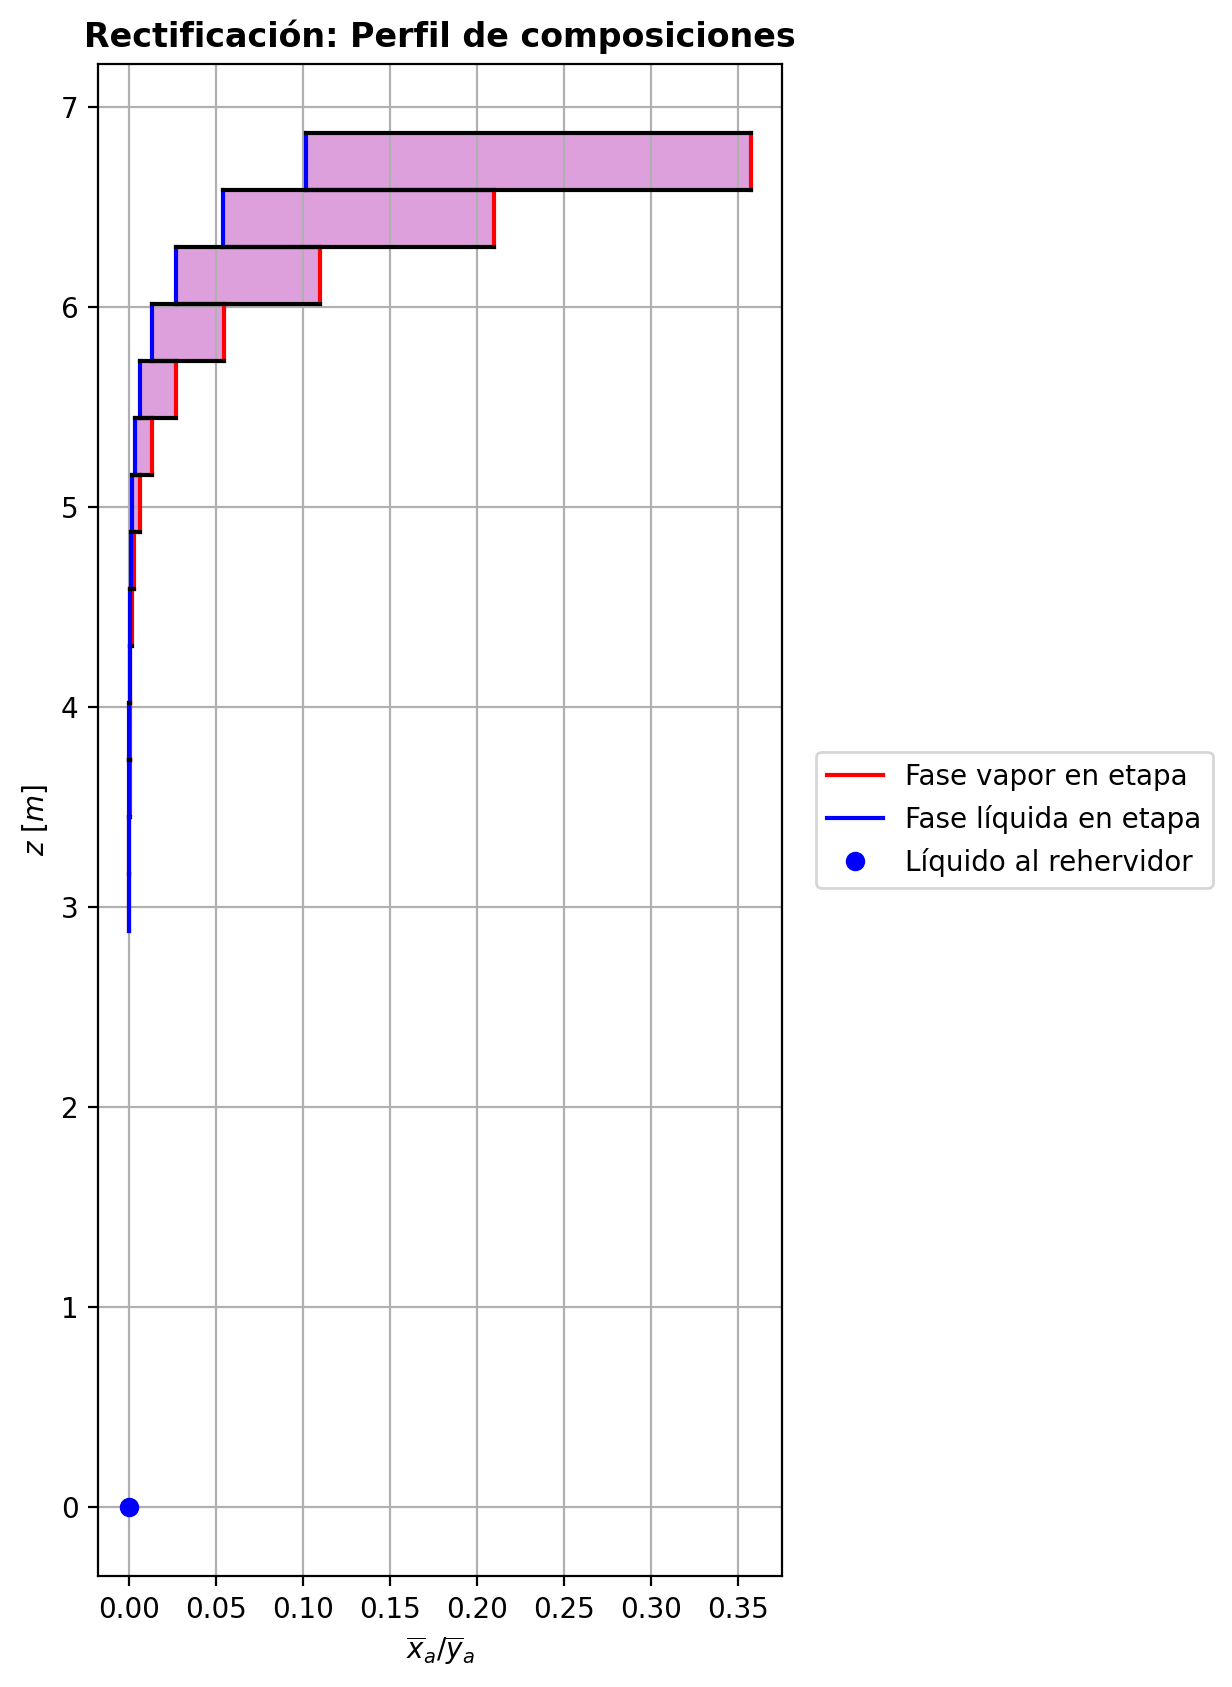 Rectificación: Perfil de composiciones
7
6
5
4
3
2
1
0
z [m]
0.00 0.05 0.10 0.15 0.20 0.25 0.30 0.35
x̅a/y̅a
Fase vapor en etapa
Fase líquida en etapa
Líquido al rehervidor